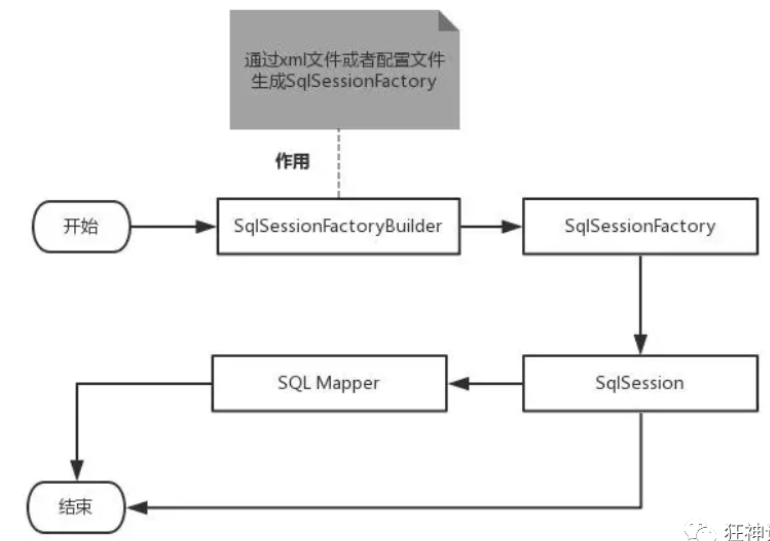 通过xml文件或者配置文件
生成SqlSessionFactory
作用
开始
SqlSessionFactoryBuilder
SqlSessionFactory
SQL Mapper
SqlSession
结束
狂神说